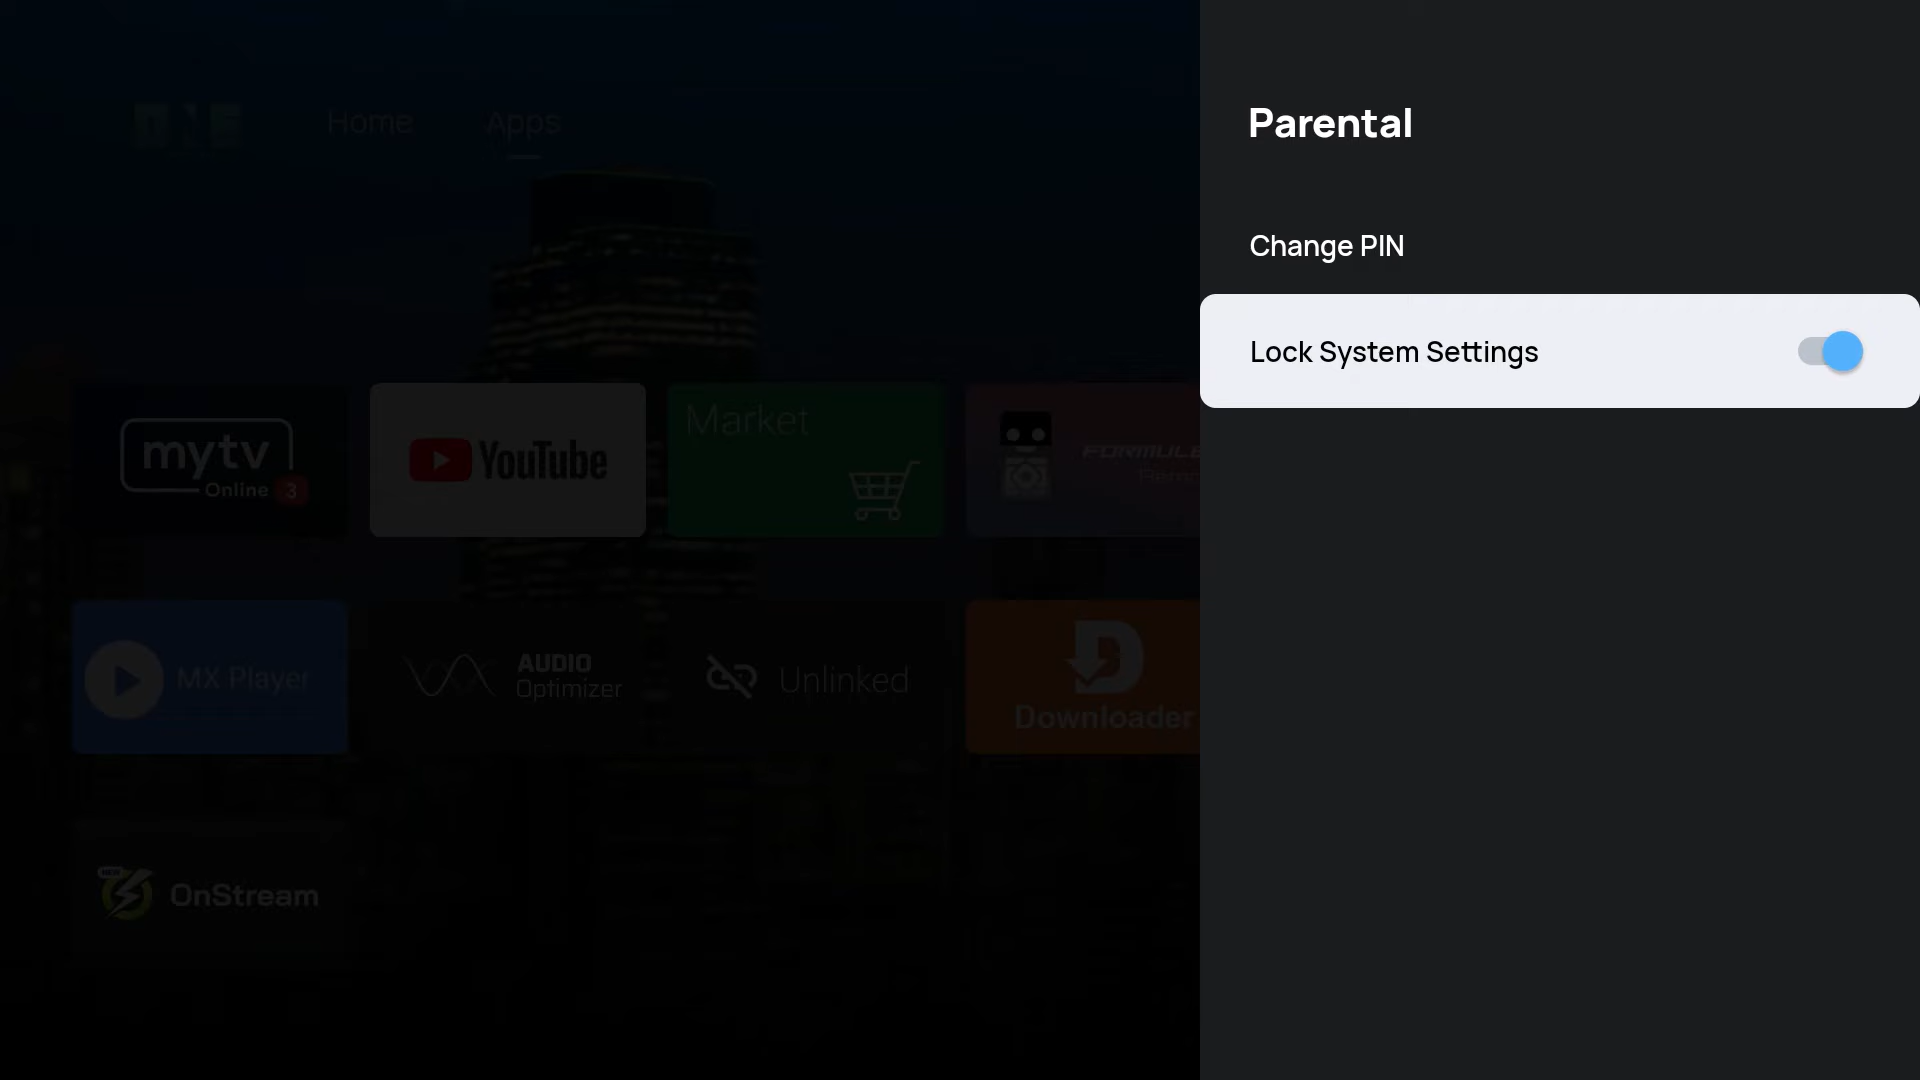 Home
Apps
Parental
Change PIN
Lock System Settings
mytv
Online 3
YouTube
Market
MX Player
AUDIO
Optimizer
Unlinked
Downloader
NEW
OnStream